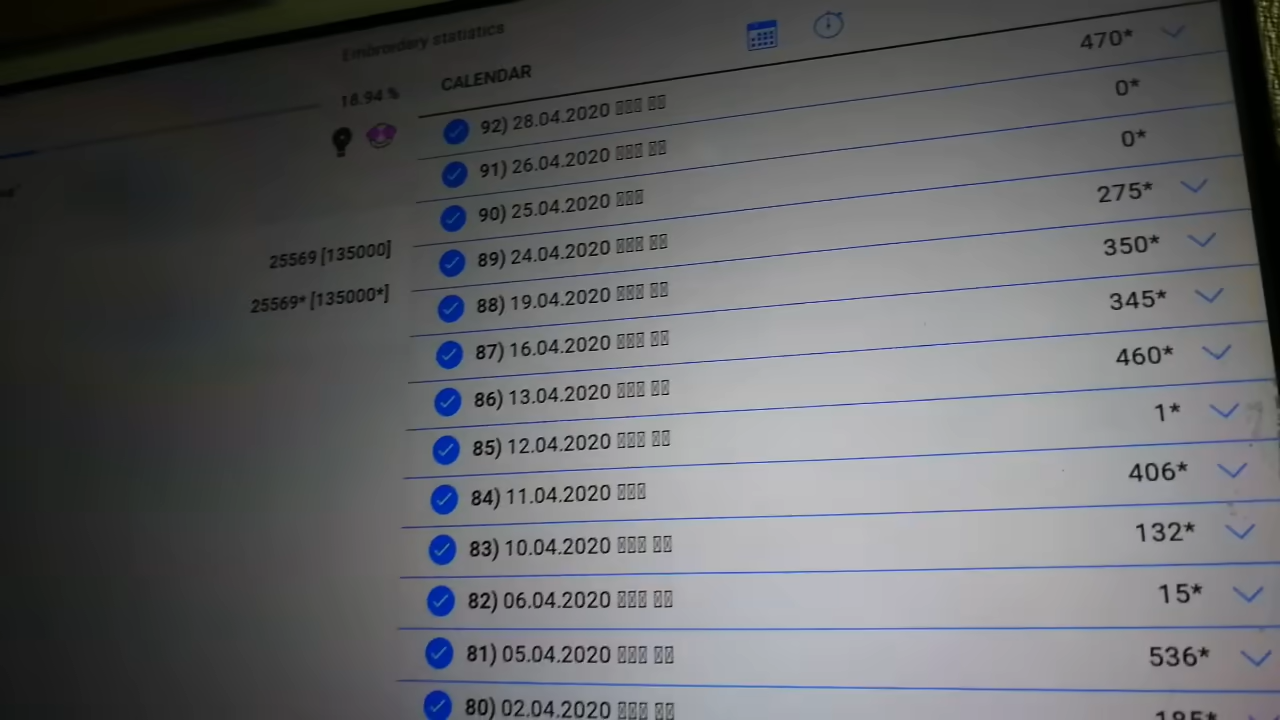 Embroidery statistics
18.94 %
25569 [135000]
25569* [135000*]
CALENDAR
92) 28.04.2020 470*
91) 26.04.2020 0*
90) 25.04.2020 0*
89) 24.04.2020 275*
88) 19.04.2020 350*
87) 16.04.2020 345*
86) 13.04.2020 460*
85) 12.04.2020 1*
84) 11.04.2020 406*
83) 10.04.2020 132*
82) 06.04.2020 15*
81) 05.04.2020 536*
80) 02.04.2020